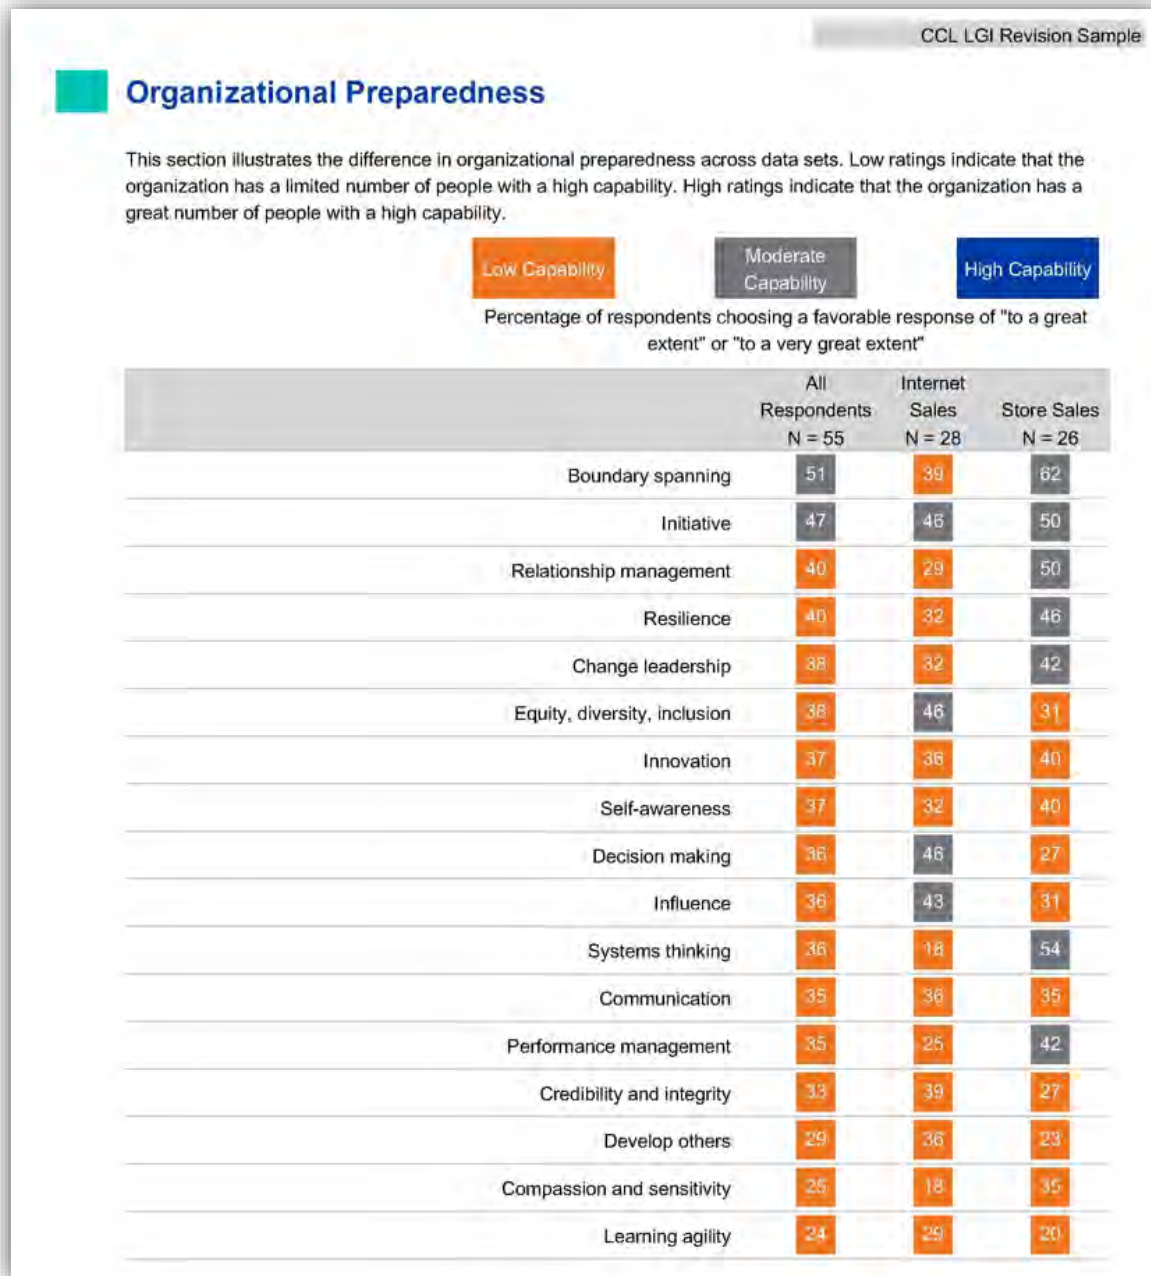 CCL LGI Revision Sample
Organizational Preparedness
This section illustrates the difference in organizational preparedness across data sets. Low ratings indicate that the
organization has a limited number of people with a high capability. High ratings indicate that the organization has a
great number of people with a high capability.
Low Capability
Moderate
Capability
High Capability
Percentage of respondents choosing a favorable response of "to a great
extent" or "to a very great extent"
All Internet
Respondents Sales Store Sales
N = 55 N = 28 N = 26
Boundary spanning 51 39 62
Initiative 47 46 50
Relationship management 40 29 50
Resilience 40 32 46
Change leadership 38 32 42
Equity, diversity, inclusion 38 46 31
Innovation 37 36 40
Self-awareness 37 32 40
Decision making 36 46 27
Influence 36 43 31
Systems thinking 36 18 54
Communication 35 36 35
Performance management 35 25 42
Credibility and integrity 33 39 27
Develop others 29 36 23
Compassion and sensitivity 25 18 35
Learning agility 24 29 20